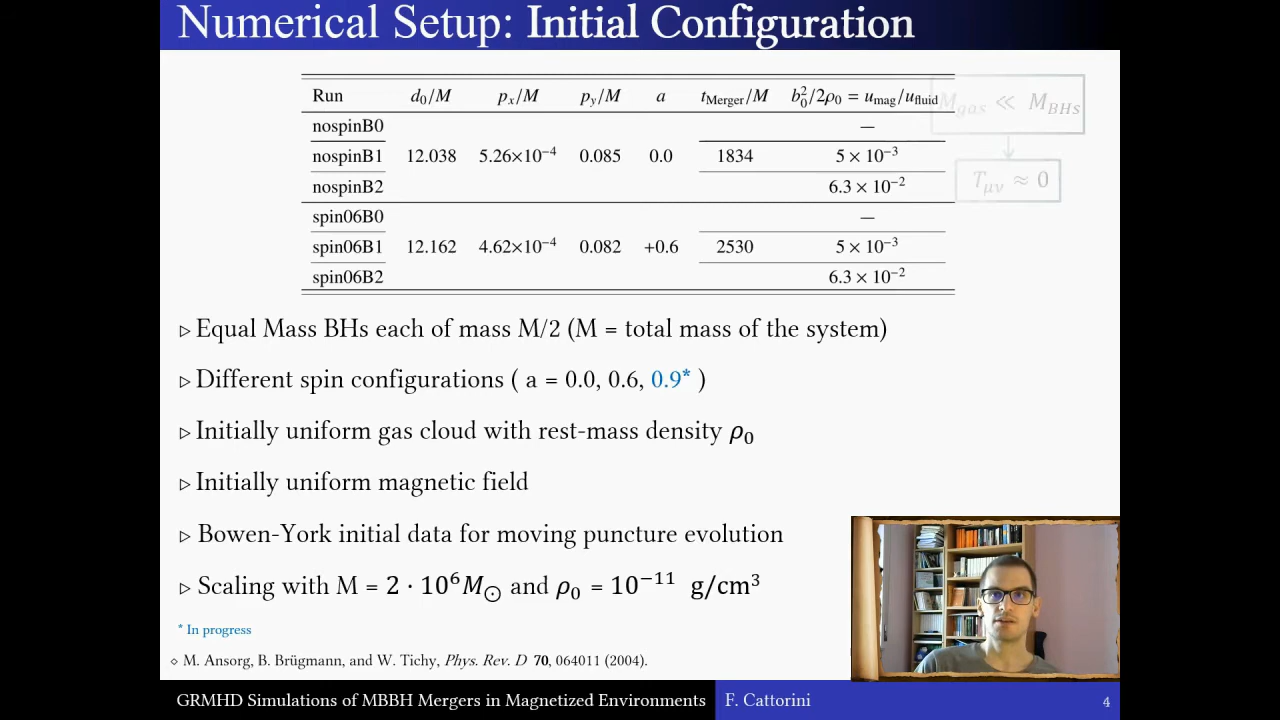 Numerical Setup: Initial Configuration
Run d₀/M pₓ/M p_y/M a t_Merger/M b₀²/2ρ₀ = u_mag/u_fluid
M_gas ≪ M_BHs
nospinB0 —
nospinB1 12.038 5.26×10⁻⁴ 0.085 0.0 1834 5 × 10⁻³
nospinB2 6.3 × 10⁻²
T_μν ≈ 0
spin06B0 —
spin06B1 12.162 4.62×10⁻⁴ 0.082 +0.6 2530 5 × 10⁻³
spin06B2 6.3 × 10⁻²
▹ Equal Mass BHs each of mass M/2 (M = total mass of the system)
▹ Different spin configurations ( a = 0.0, 0.6, 0.9* )
▹ Initially uniform gas cloud with rest-mass density ρ₀
▹ Initially uniform magnetic field
▹ Bowen-York initial data for moving puncture evolution
▹ Scaling with M = 2 · 10⁶M_⊙ and ρ₀ = 10⁻¹¹ g/cm³
* In progress
⋄ M. Ansorg, B. Brügmann, and W. Tichy, Phys. Rev. D 70, 064011 (2004).
GRMHD Simulations of MBBH Mergers in Magnetized Environments F. Cattorini 4